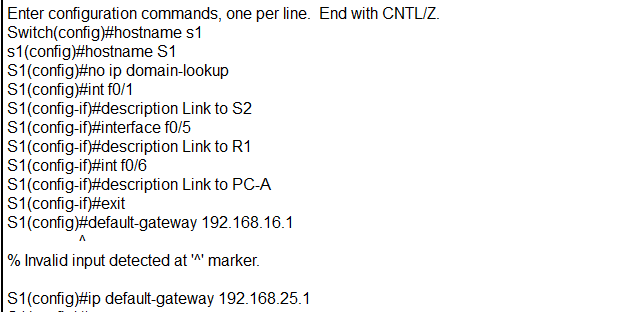 Enter configuration commands, one per line.  End with CNTL/Z.
Switch(config)#hostname s1
s1(config)#hostname S1
S1(config)#no ip domain-lookup
S1(config)#int f0/1
S1(config-if)#description Link to S2
S1(config-if)#interface f0/5
S1(config-if)#description Link to R1
S1(config-if)#int f0/6
S1(config-if)#description Link to PC-A
S1(config-if)#exit
S1(config)#default-gateway 192.168.16.1
^
% Invalid input detected at '^' marker.
S1(config)#ip default-gateway 192.168.25.1